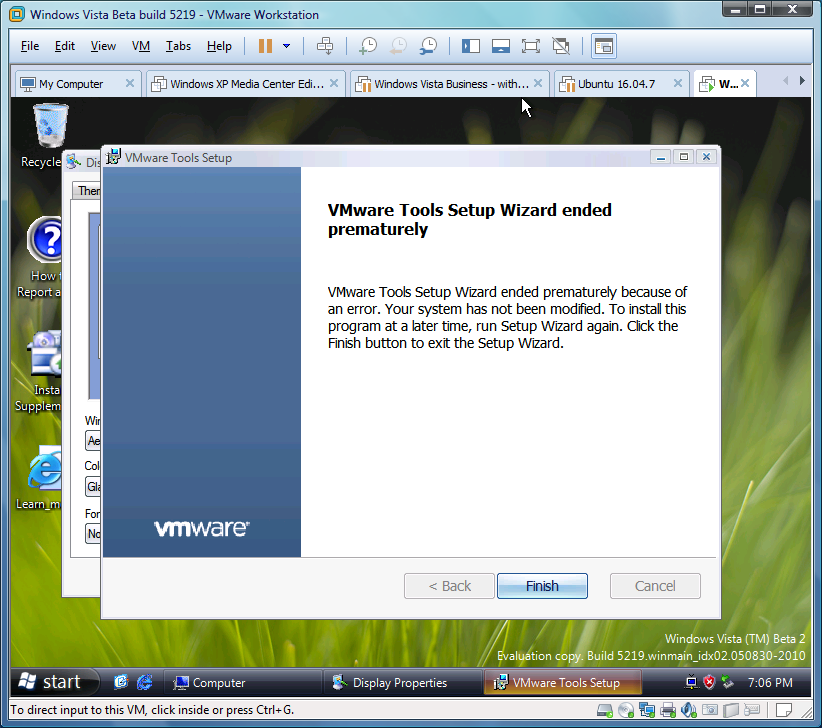 Windows Vista Beta build 5219 - VMware Workstation
File Edit View VM Tabs Help
My Computer Windows XP Media Center Edi... Windows Vista Business - with... Ubuntu 16.04.7 W...
Recycle
Dis
VMware Tools Setup
Them
VMware Tools Setup Wizard ended
prematurely
How t
Report a
VMware Tools Setup Wizard ended prematurely because of
an error. Your system has not been modified. To install this
program at a later time, run Setup Wizard again. Click the
Finish button to exit the Setup Wizard.
Insta
Supplem
Win
Ae
Colo
Gla
Learn_m
Fon
No
vmware
< Back Finish Cancel
Windows Vista (TM) Beta 2
Evaluation copy. Build 5219.winmain_idx02.050830-2010
start Computer Display Properties VMware Tools Setup 7:06 PM
To direct input to this VM, click inside or press Ctrl+G.